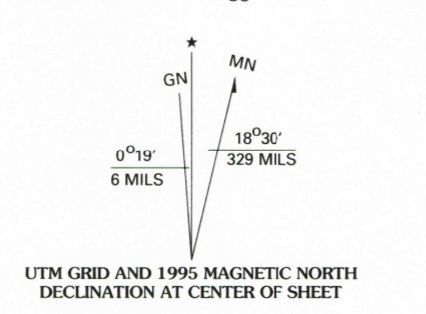 ★
GN
MN
0°19′
6 MILS
18°30′
329 MILS
UTM GRID AND 1995 MAGNETIC NORTH
DECLINATION AT CENTER OF SHEET